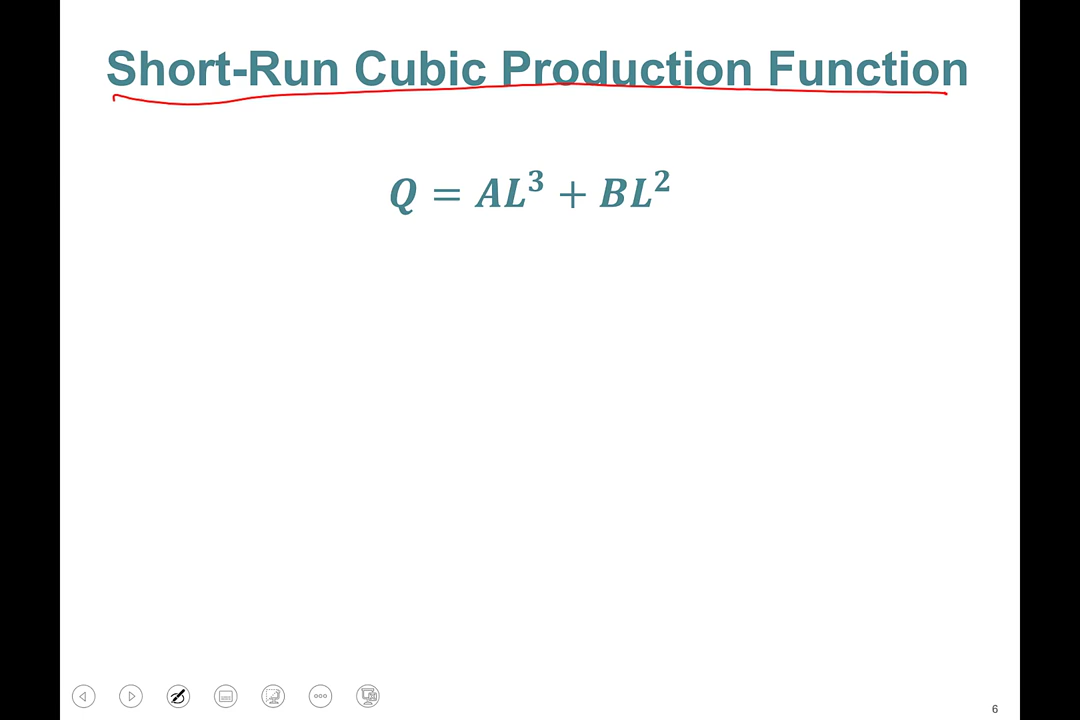 Short-Run Cubic Production Function
Q = AL³ + BL²
6